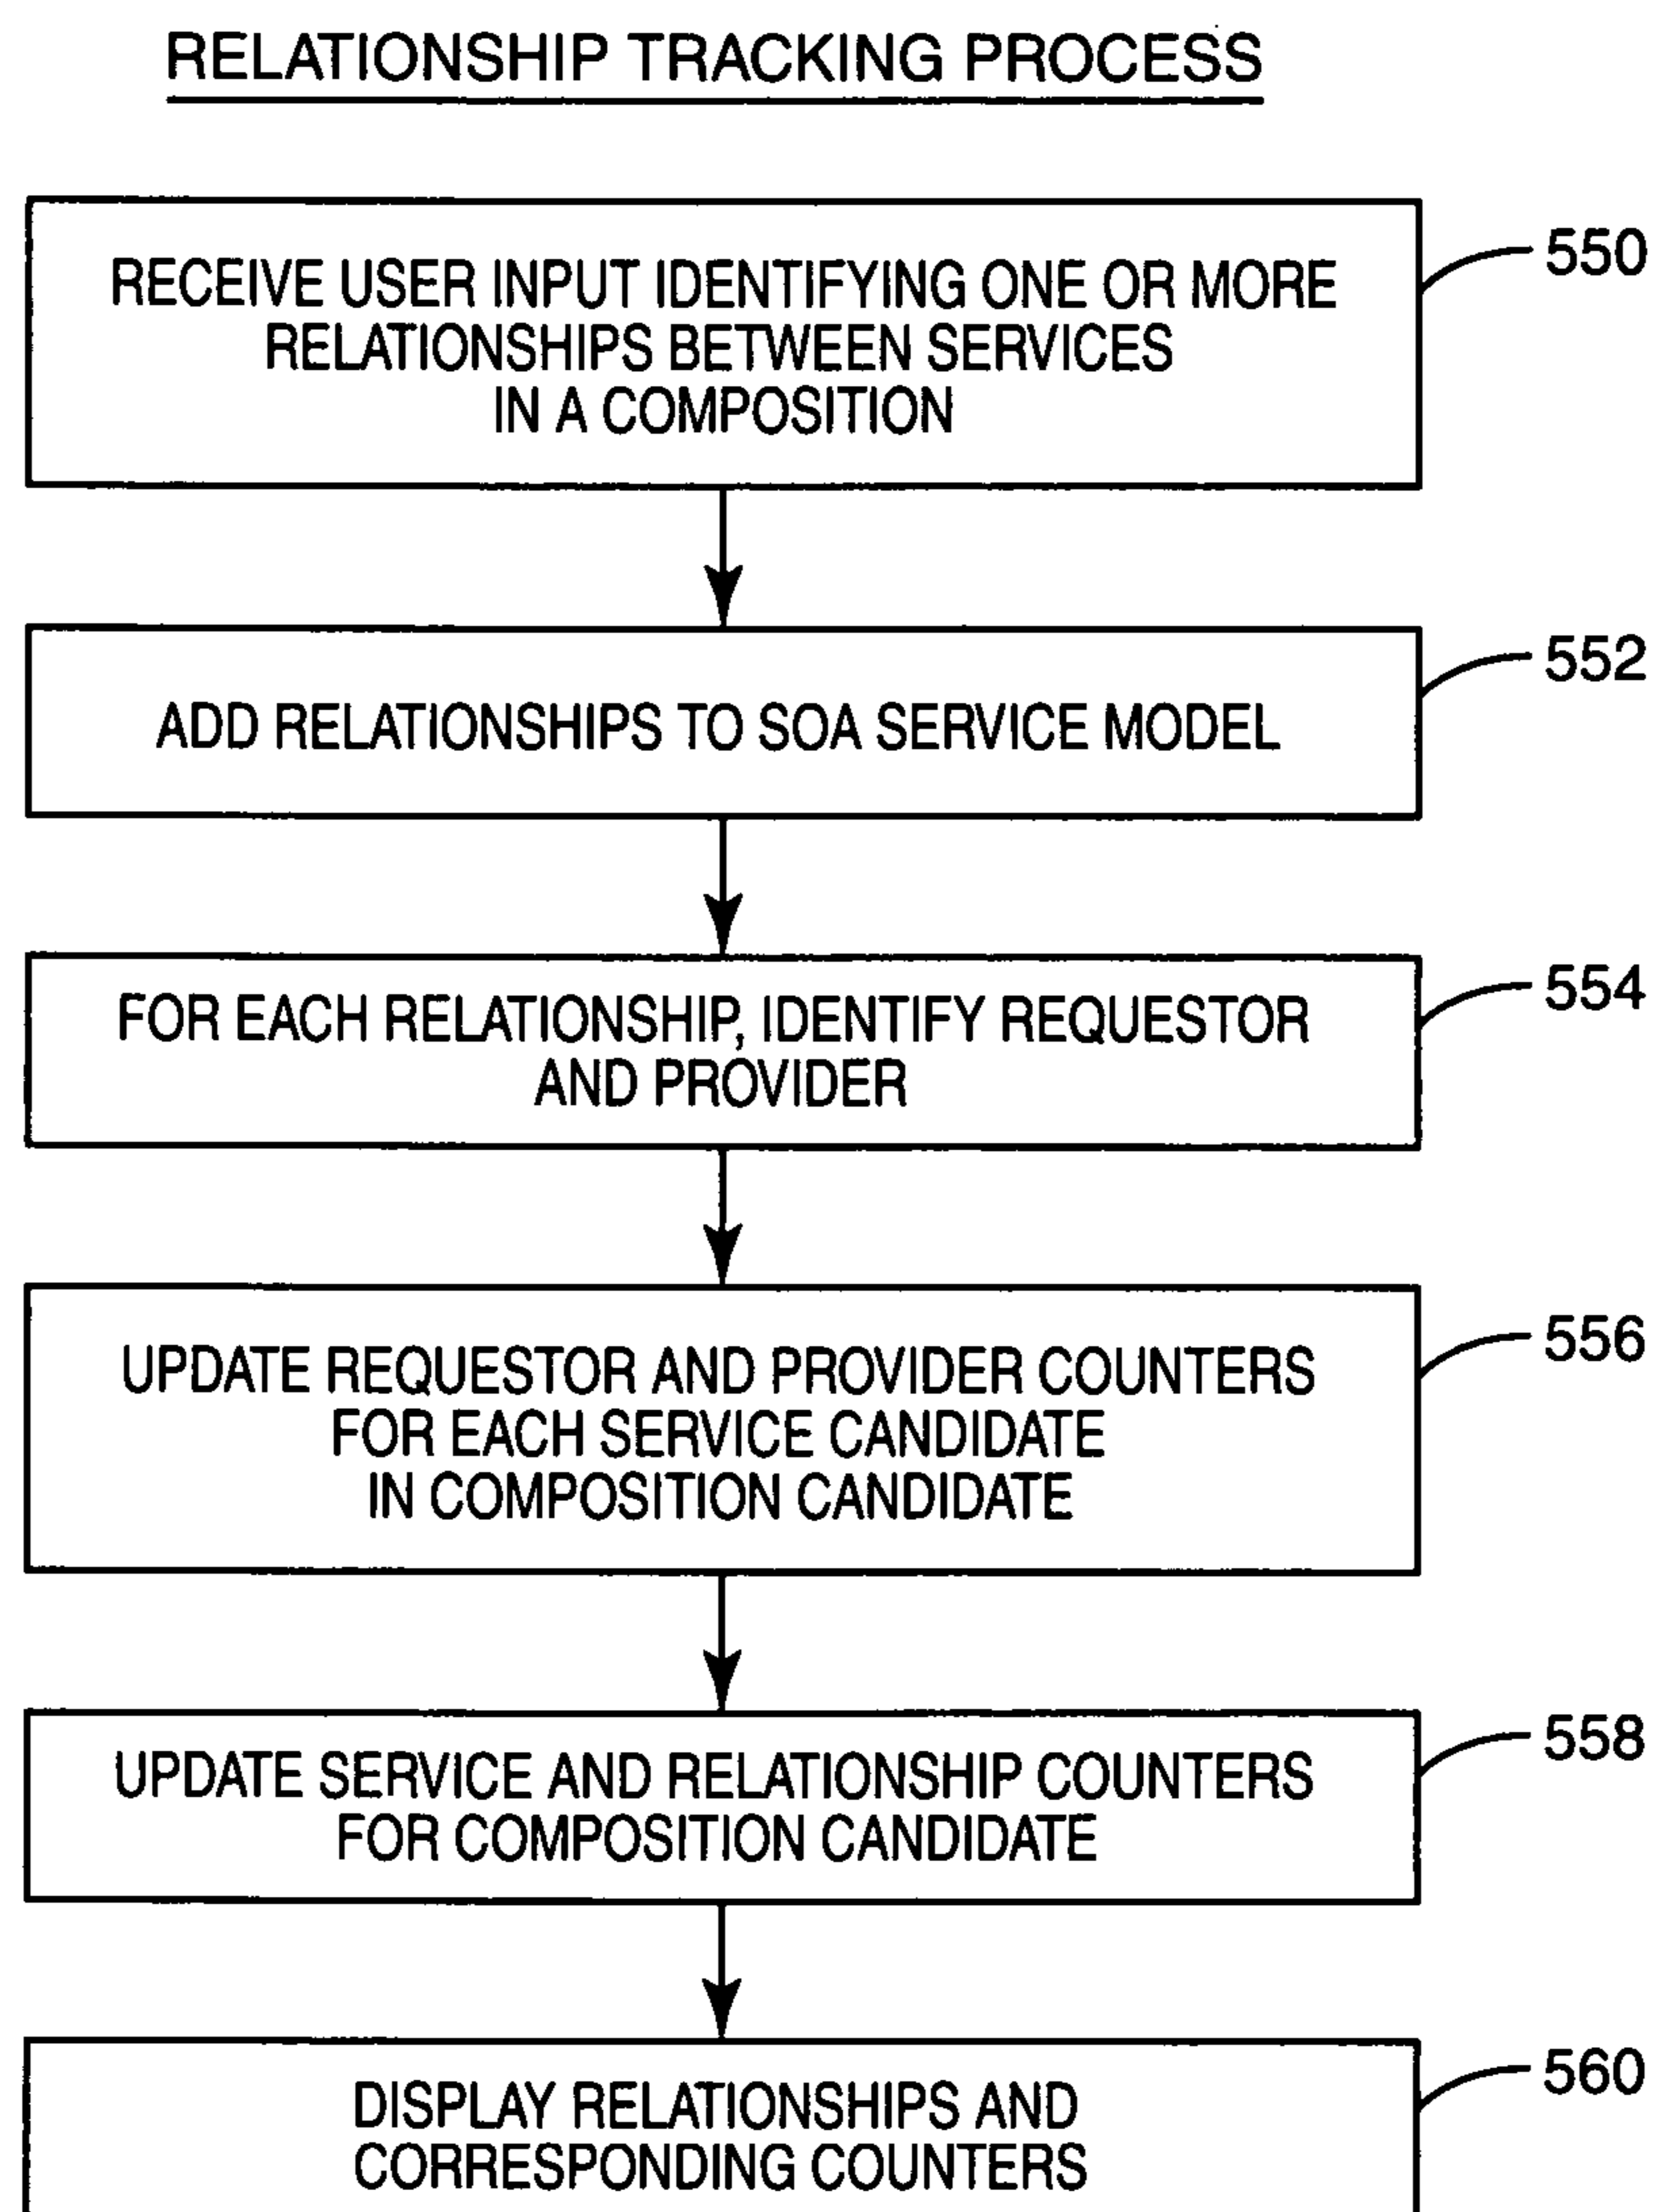 RELATIONSHIP TRACKING PROCESS
RECEIVE USER INPUT IDENTIFYING ONE OR MORE
RELATIONSHIPS BETWEEN SERVICES
IN A COMPOSITION
550
ADD RELATIONSHIPS TO SOA SERVICE MODEL
552
FOR EACH RELATIONSHIP, IDENTIFY REQUESTOR
AND PROVIDER
554
UPDATE REQUESTOR AND PROVIDER COUNTERS
FOR EACH SERVICE CANDIDATE
IN COMPOSITION CANDIDATE
556
UPDATE SERVICE AND RELATIONSHIP COUNTERS
FOR COMPOSITION CANDIDATE
558
DISPLAY RELATIONSHIPS AND
CORRESPONDING COUNTERS
560